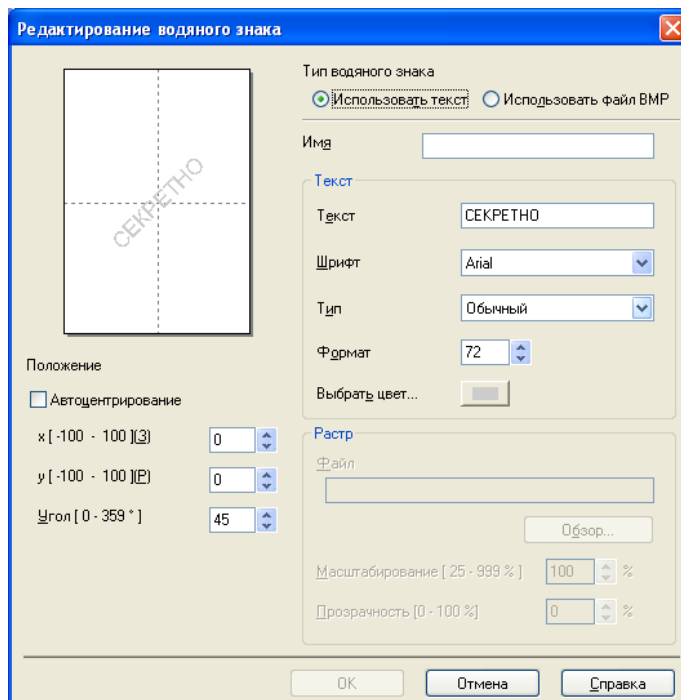 Редактирование водяного знака
Тип водяного знака
Использовать текст Использовать файл BMP
Имя
Текст
Текст СЕКРЕТНО
Шрифт Arial
Тип Обычный
Формат 72
Выбрать цвет...
СЕКРЕТНО
Положение
Автоцентрирование
x [ -100 - 100 ](З) 0
y [ -100 - 100 ](Р) 0
Угол [ 0 - 359 ° ] 45
Растр
Файл
Обзор...
Масштабирование [ 25 - 999 % ] 100 %
Прозрачность [0 - 100 %] 0 %
OK Отмена Справка